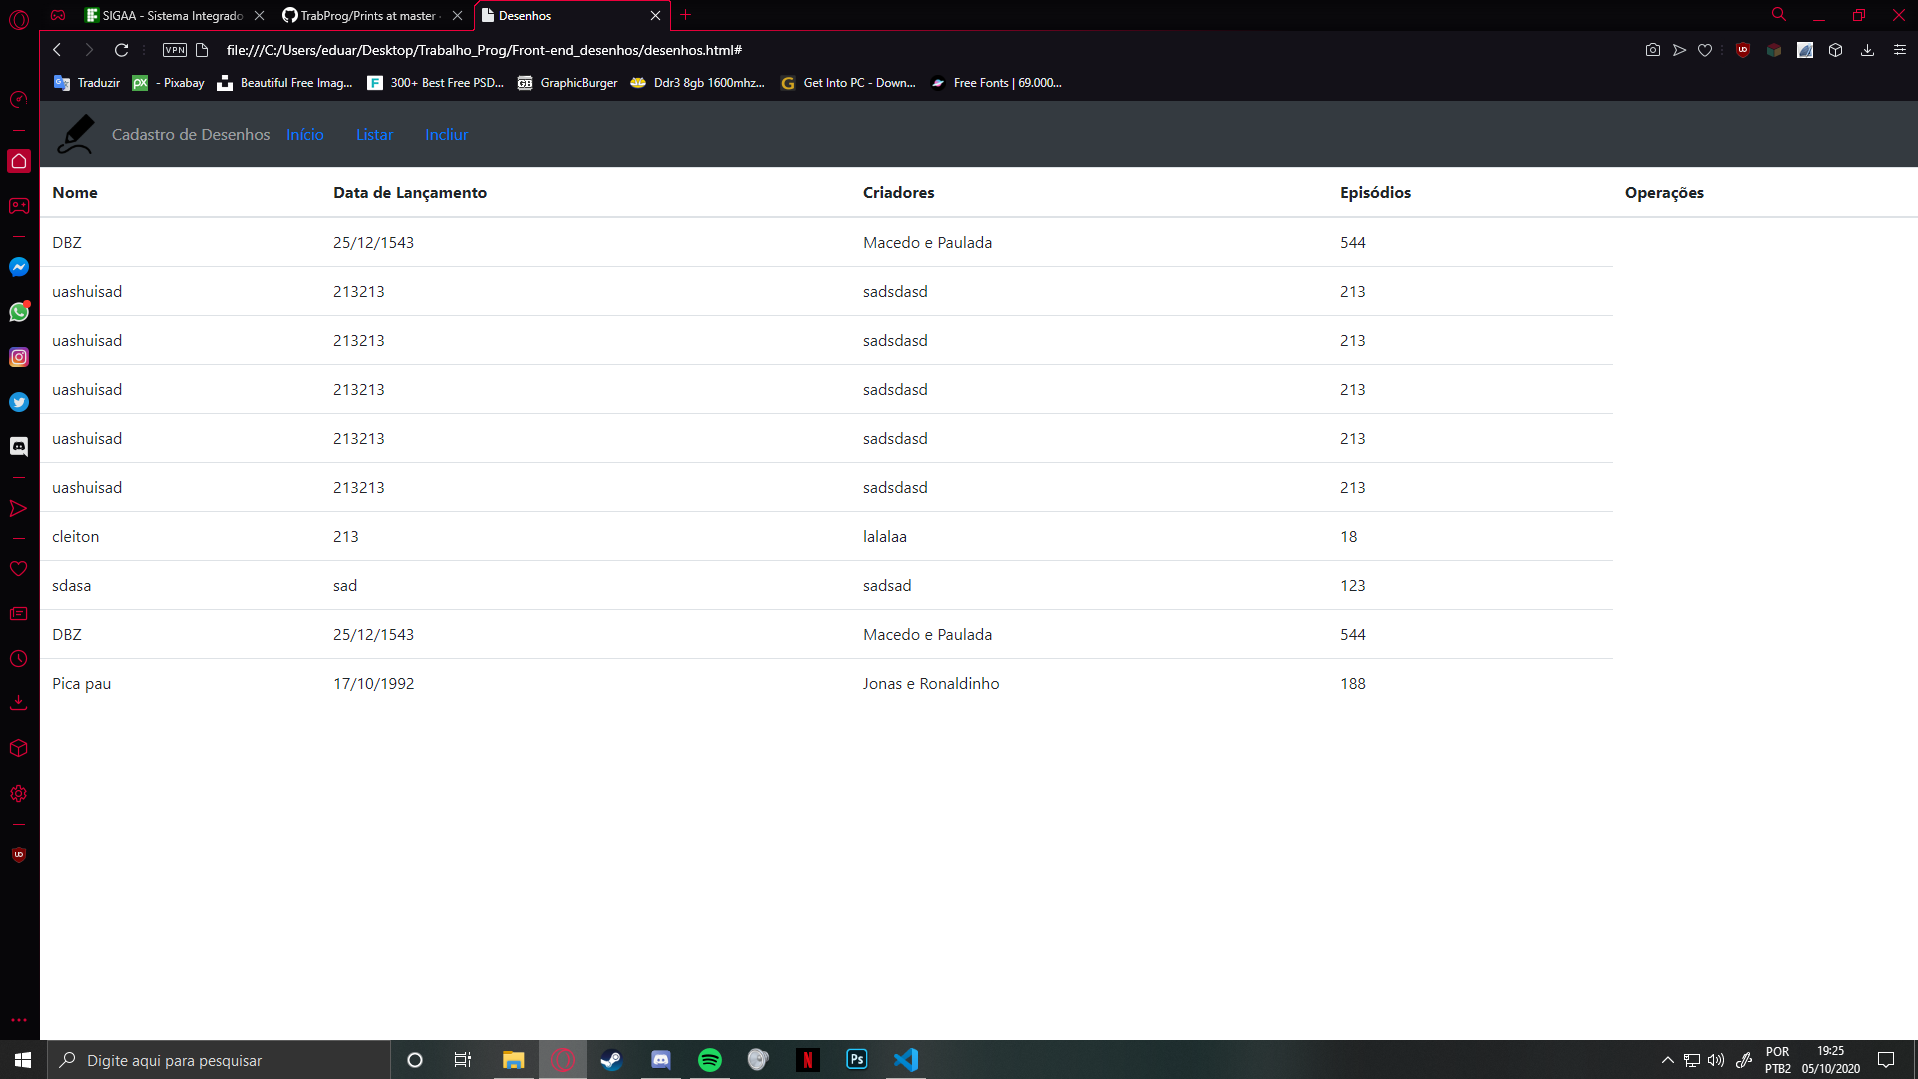 SIGAA - Sistema Integrado
TrabProg/Prints at master
Desenhos
VPN
file:///C:/Users/eduar/Desktop/Trabalho_Prog/Front-end_desenhos/desenhos.html#
Traduzir
px - Pixabay
Beautiful Free Imag...
F 300+ Best Free PSD...
GraphicBurger
Ddr3 8gb 1600mhz...
G Get Into PC - Down...
Free Fonts | 69.000...
Cadastro de Desenhos Início Listar Incliur
Nome Data de Lançamento Criadores Episódios Operações
DBZ 25/12/1543 Macedo e Paulada 544
uashuisad 213213 sadsdasd 213
uashuisad 213213 sadsdasd 213
uashuisad 213213 sadsdasd 213
uashuisad 213213 sadsdasd 213
uashuisad 213213 sadsdasd 213
cleiton 213 lalalaa 18
sdasa sad sadsad 123
DBZ 25/12/1543 Macedo e Paulada 544
Pica pau 17/10/1992 Jonas e Ronaldinho 188
Digite aqui para pesquisar
N
Ps
POR
PTB2
19:25
05/10/2020